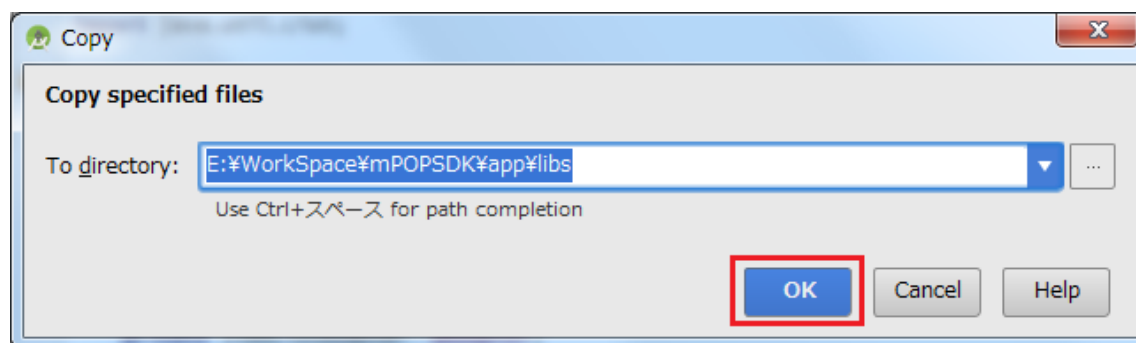 Copy
Copy specified files
To directory: E:¥WorkSpace¥mPOPSDK¥app¥libs ...
Use Ctrl+スペース for path completion
OK Cancel Help